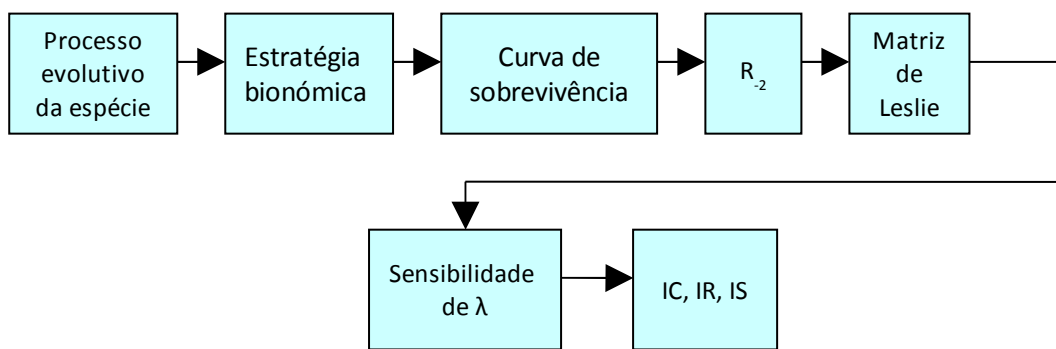 Processo
evolutivo
da espécie
Estratégia
bionómica
Curva de
sobrevivência
R-2
Matriz
de
Leslie
Sensibilidade
de λ
IC, IR, IS